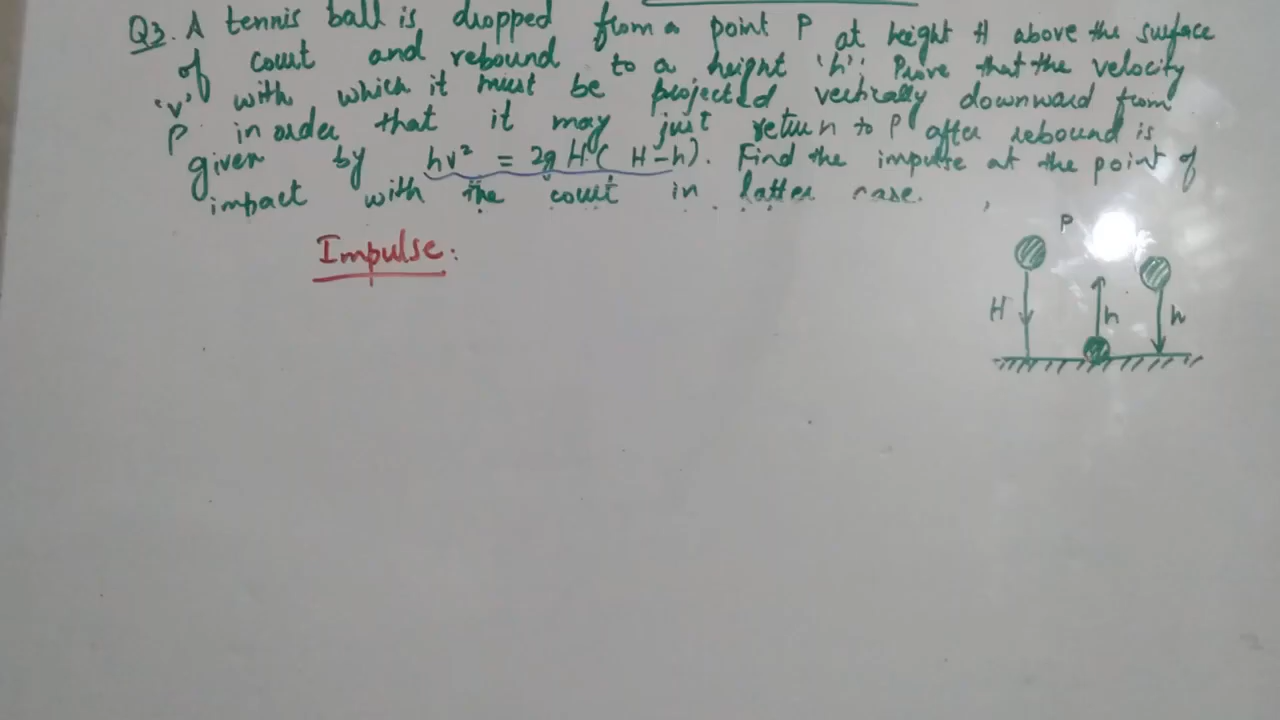 Q3. A tennis ball is dropped from a point P at height H above the surface
of court and rebound to a height 'h'. Prove that the velocity
'v' with which it must be projected vertically downward from
P in order that it may just return to P after rebound is
given by hv² = 2gH(H-h). Find the impulse at the point of
impact with the court in latter case.
Impulse:
P
H
h
h